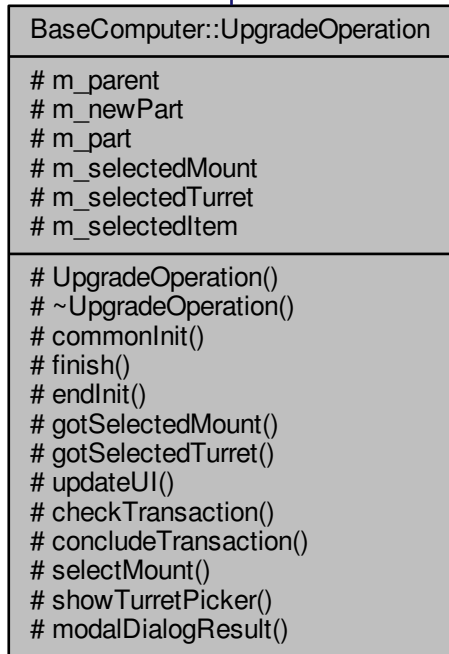 BaseComputer::UpgradeOperation
# m_parent
# m_newPart
# m_part
# m_selectedMount
# m_selectedTurret
# m_selectedItem
# UpgradeOperation()
# ~UpgradeOperation()
# commonInit()
# finish()
# endInit()
# gotSelectedMount()
# gotSelectedTurret()
# updateUI()
# checkTransaction()
# concludeTransaction()
# selectMount()
# showTurretPicker()
# modalDialogResult()